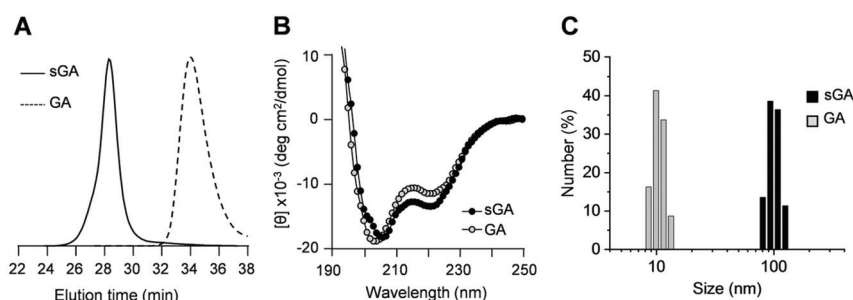 A
sGA
GA
22 24 26 28 29 31 32 34 36 38
Elution time (min)
B
[θ] x10⁻³ (deg cm²/dmol)
10
0
-10
-20
sGA
GA
190 210 230 250
Wavelength (nm)
C
Number (%)
50
40
30
20
10
0
sGA
GA
10 100
Size (nm)